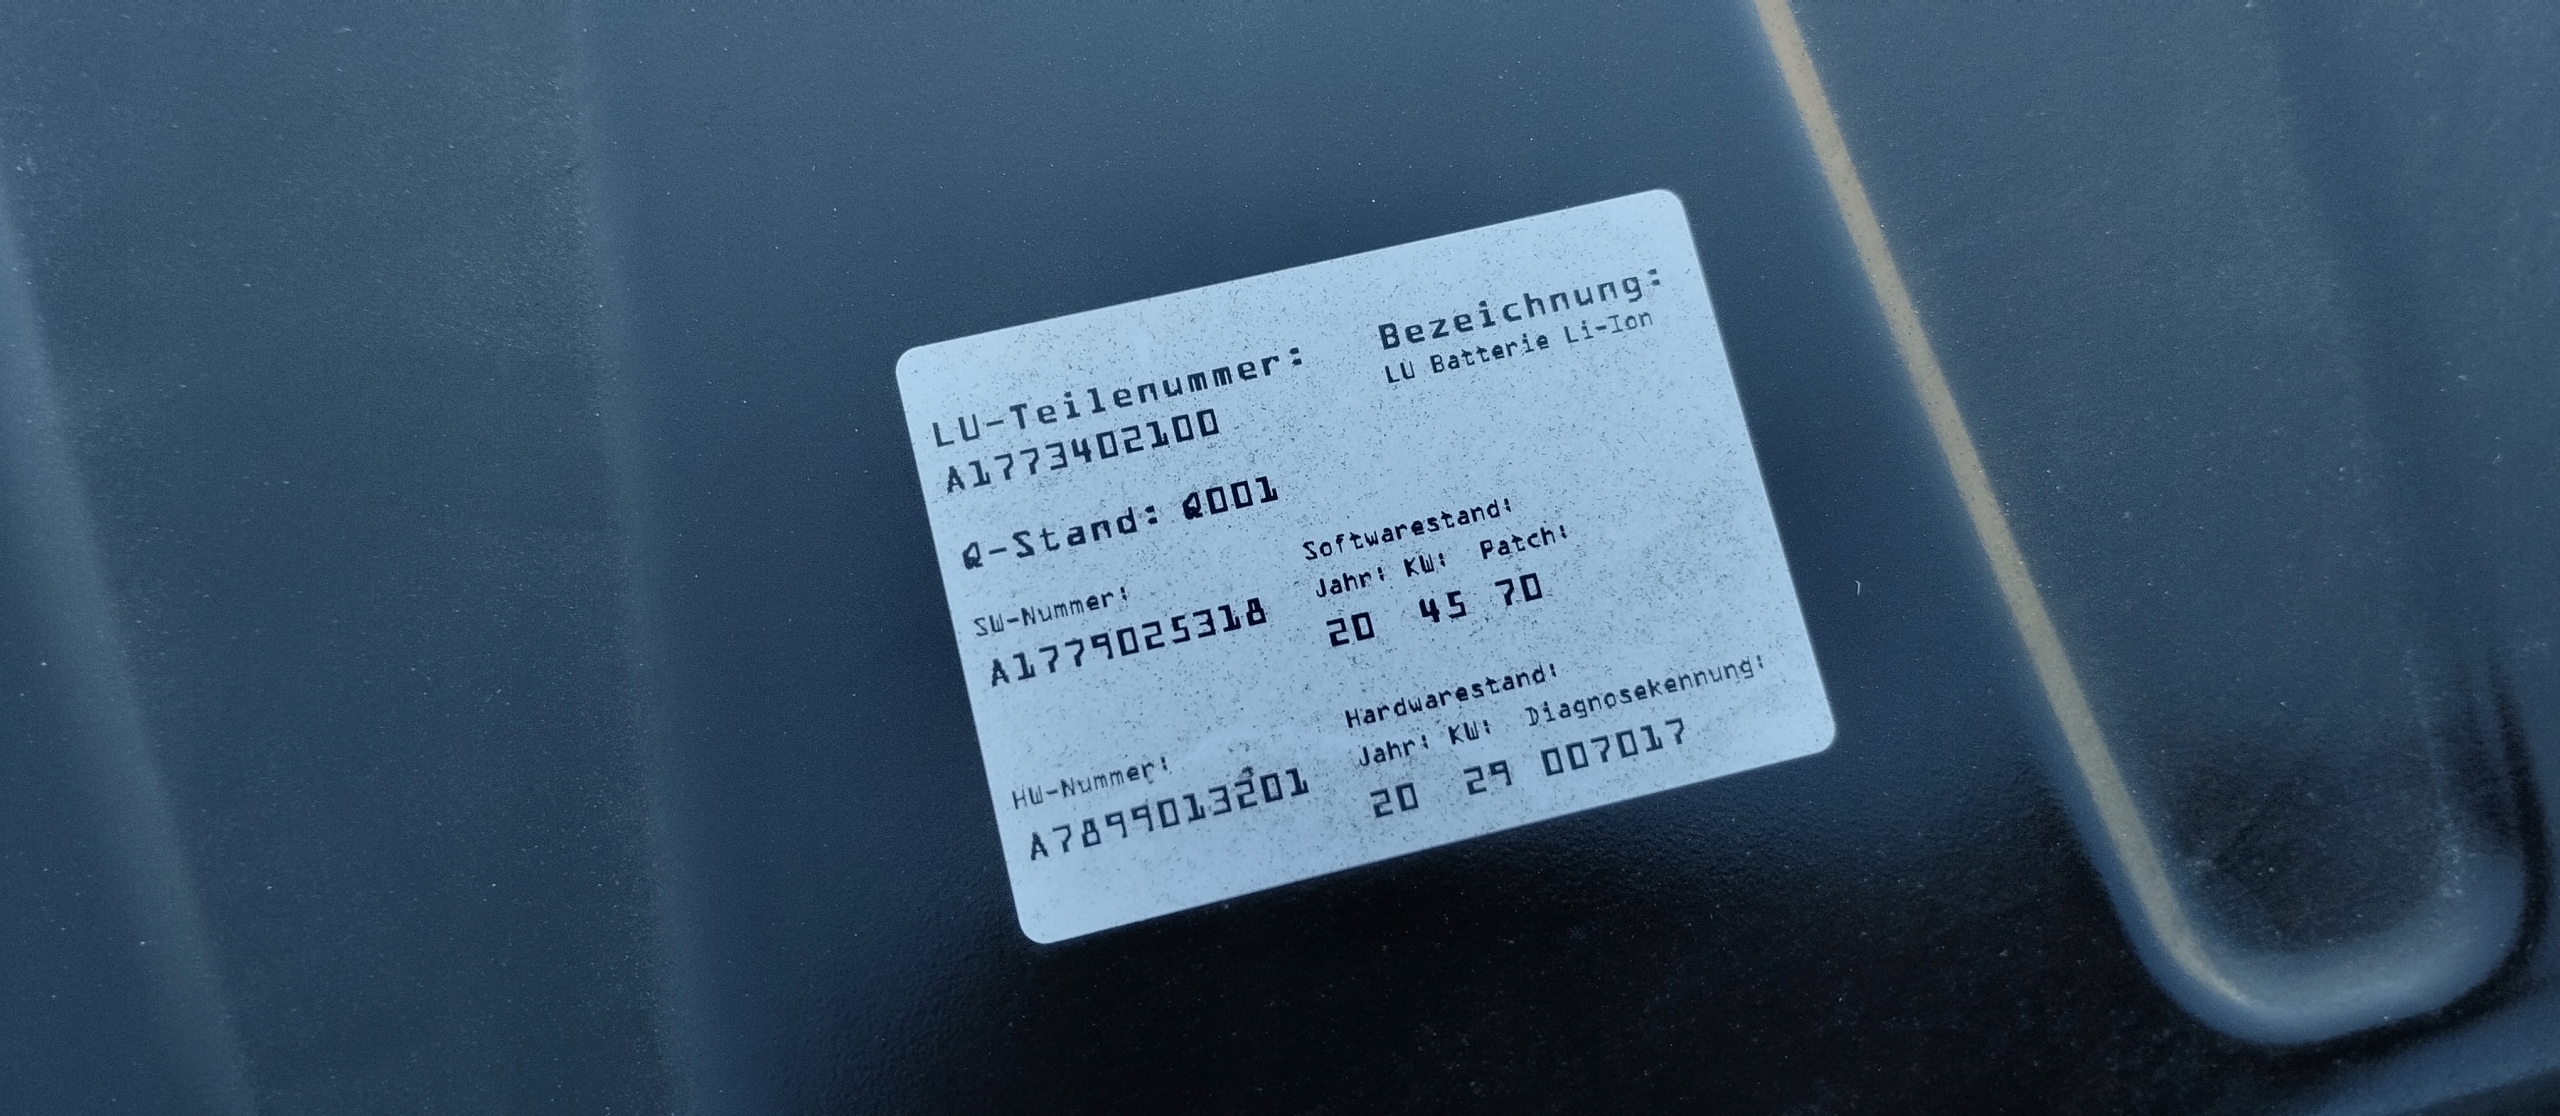 LU-Teilenummer:
A1773402100
Bezeichnung:
LU Batterie Li-Ion
Q-Stand: Q001
SW-Nummer:
A1779025318
Softwarestand:
Jahr: KW: Patch:
20 45 70
HW-Nummer:
A7899013201
Hardwarestand:
Jahr: KW: Diagnosekennung:
20 29 007017